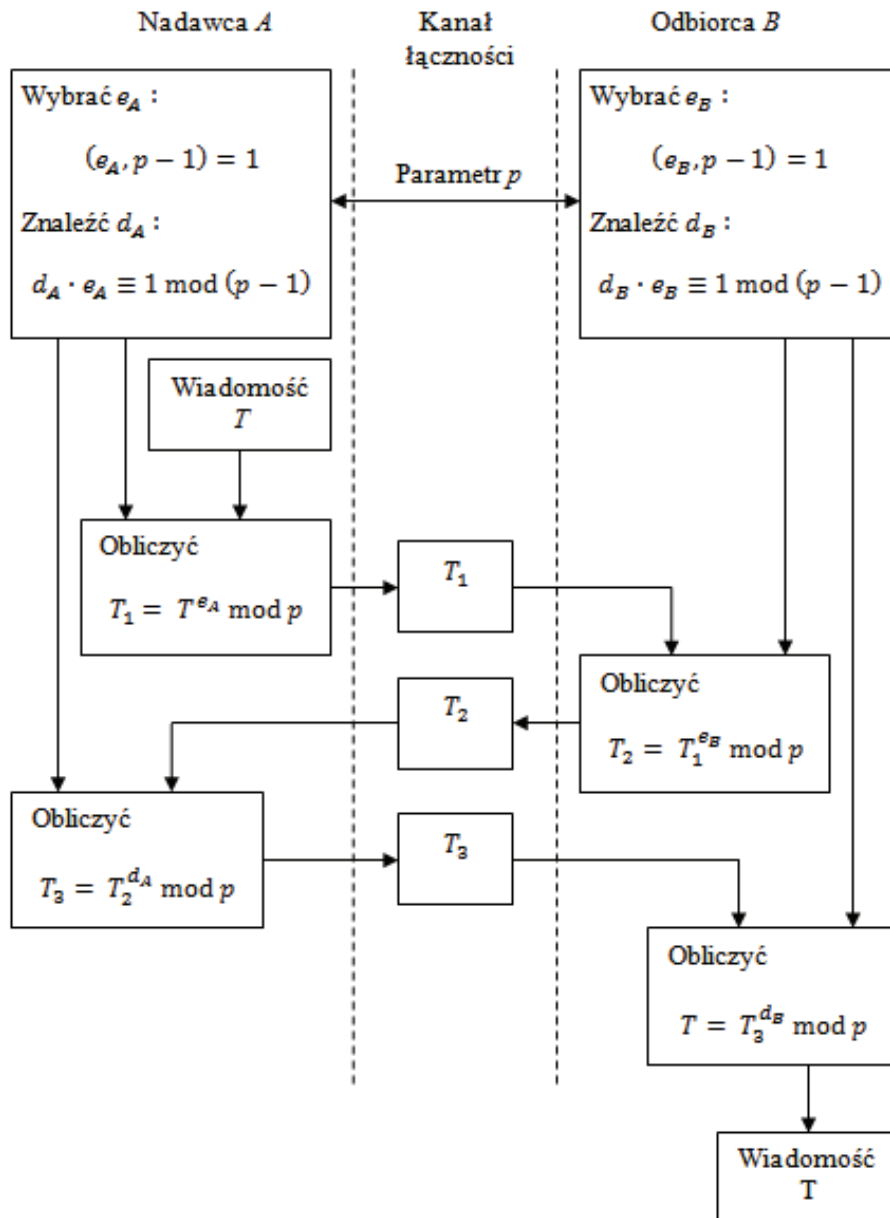 Nadawca A
Kanał
łączności
Odbiorca B
Wybrać e_A :
(e_A, p − 1) = 1
Znaleźć d_A :
d_A · e_A ≡ 1 mod (p − 1)
Parametr p
Wybrać e_B :
(e_B, p − 1) = 1
Znaleźć d_B :
d_B · e_B ≡ 1 mod (p − 1)
Wiadomość
T
Obliczyć
T_1 = T^{e_A} mod p
T_1
Obliczyć
T_2 = T_1^{e_B} mod p
T_2
Obliczyć
T_3 = T_2^{d_A} mod p
T_3
Obliczyć
T = T_3^{d_B} mod p
Wiadomość
T